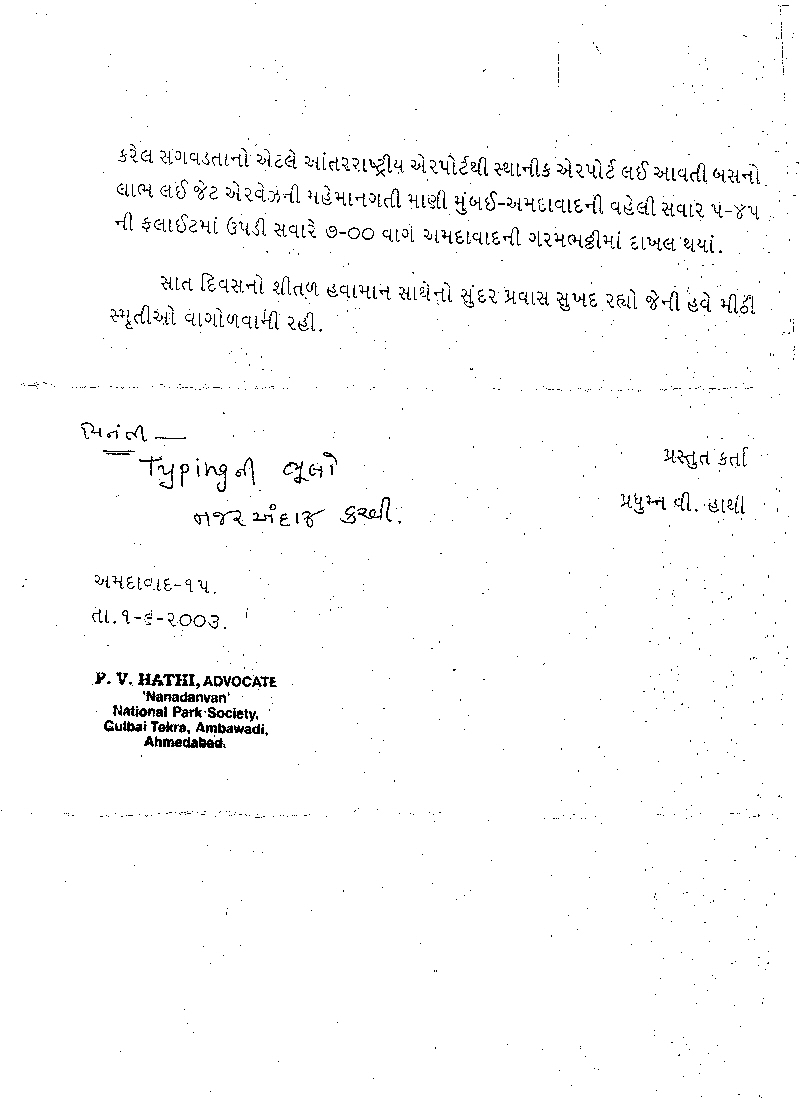 કરેલ સગવડતાનો એટલે આંતરરાષ્ટ્રીય એરપોર્ટથી સ્થાનીક એરપોર્ટ લઈ આવતી બસનો
લાભ લઈ જેટ એરવેઝની મહેમાનગતી માણી મુંબઈ-અમદાવાદની વહેલી સવાર ૫-૪૫
ની ફલાઈટમાં ઉપડી સવારે ૭-૦૦ વાગે અમદાવાદની ગરમભઠ્ઠીમાં દાખલ થયાં.
સાત દિવસનો શીતળ હવામાન સાથેનો સુંદર પ્રવાસ સુખદ રહ્યો જેની હવે મીઠી
સ્મૃતીઓ વાગોળવામી રહી.
વિનંતી —
Typingની ભૂલો
નજરઅંદાજ કરવી.
પ્રસ્તુત કર્તા
પ્રધુમ્ન વી. હાથી
અમદાવાદ-૧૫.
તા.૧-૬-૨૦૦૩.
P. V. HATHI, ADVOCATE
'Nanadanvan'
National Park Society,
Gulbai Tekra, Ambawadi,
Ahmedabad.